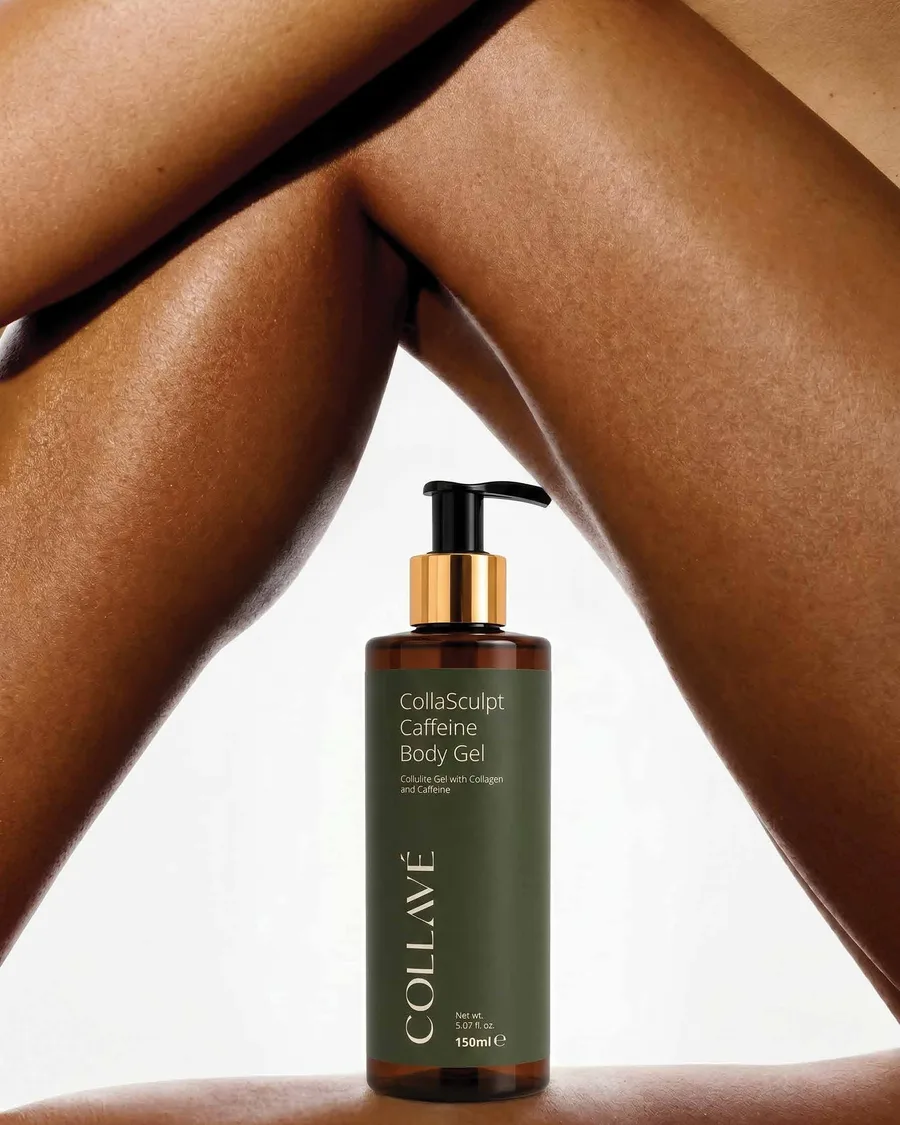 CollaSculpt
Caffeine
Body Gel
Collulite Gel with Collagen
and Caffeine
COLLAVÉ
Net wt.
5.07 fl. oz.
150ml ℮